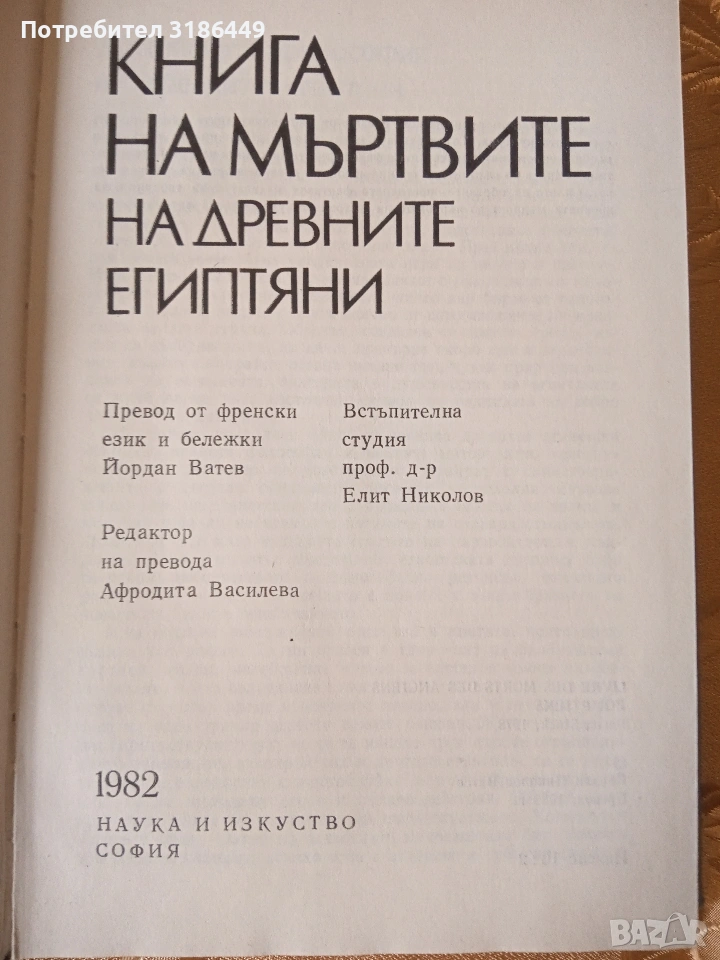 Потребител 3186449
КНИГА
НА МЪРТВИТЕ
НА ДРЕВНИТЕ
ЕГИПТЯНИ
Превод от френски
език и бележки
Йордан Ватев
Встъпителна
студия
проф. д-р
Елит Николов
Редактор
на превода
Афродита Василева
1982
НАУКА И ИЗКУСТВО
СОФИЯ
BAZAR